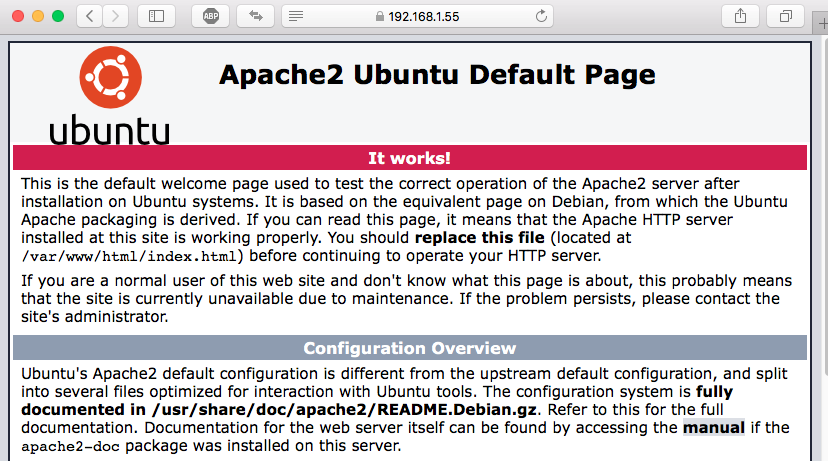 ABP
192.168.1.55
Apache2 Ubuntu Default Page
ubuntu
It works!
This is the default welcome page used to test the correct operation of the Apache2 server after
installation on Ubuntu systems. It is based on the equivalent page on Debian, from which the Ubuntu
Apache packaging is derived. If you can read this page, it means that the Apache HTTP server
installed at this site is working properly. You should replace this file (located at
/var/www/html/index.html) before continuing to operate your HTTP server.
If you are a normal user of this web site and don't know what this page is about, this probably means
that the site is currently unavailable due to maintenance. If the problem persists, please contact the
site's administrator.
Configuration Overview
Ubuntu's Apache2 default configuration is different from the upstream default configuration, and split
into several files optimized for interaction with Ubuntu tools. The configuration system is fully
documented in /usr/share/doc/apache2/README.Debian.gz. Refer to this for the full
documentation. Documentation for the web server itself can be found by accessing the manual if the
apache2-doc package was installed on this server.